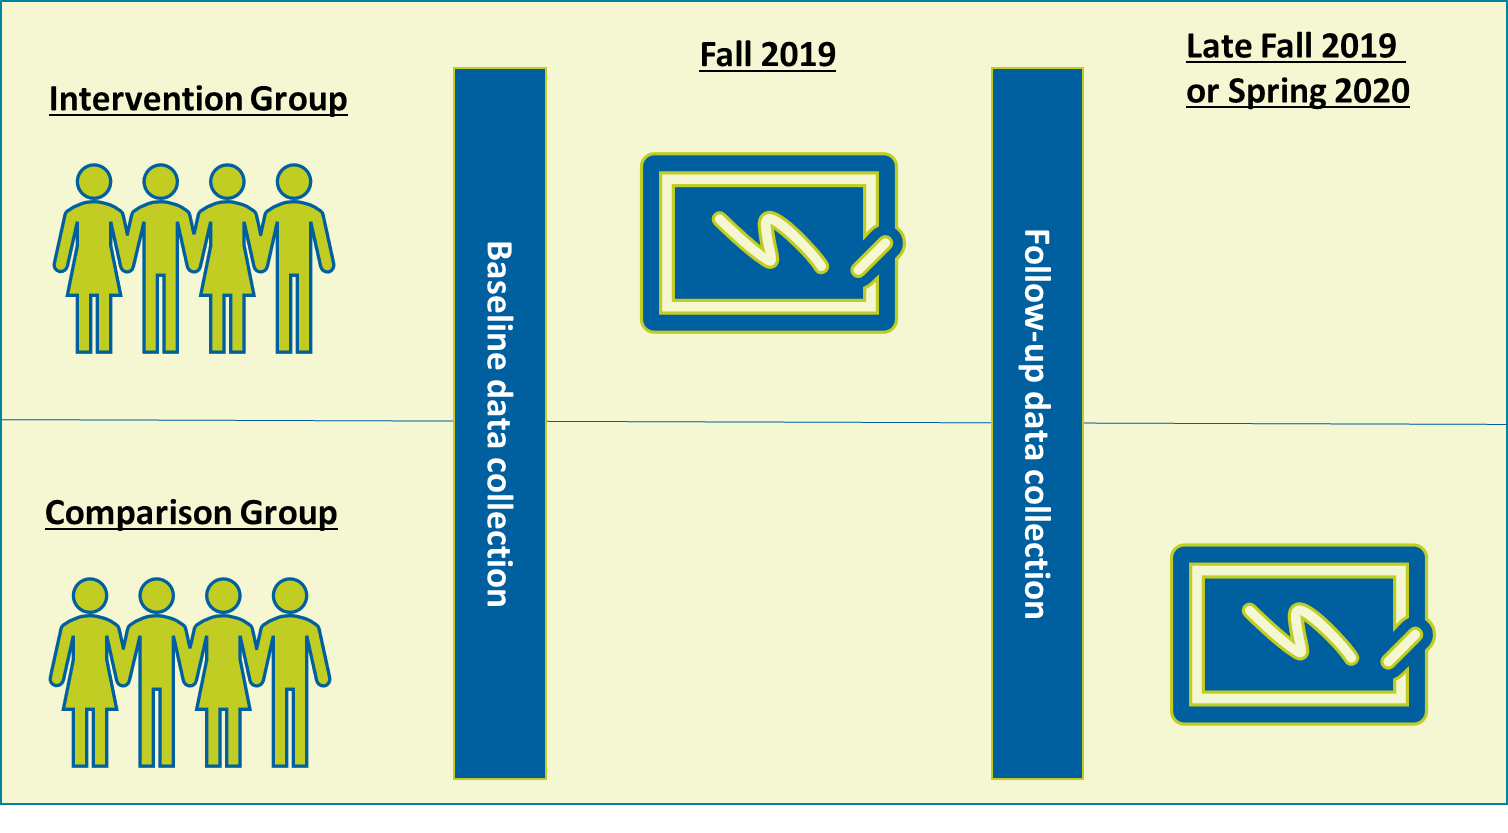 Intervention Group
Baseline data collection
Fall 2019
Follow-up data collection
Late Fall 2019
or Spring 2020
Comparison Group